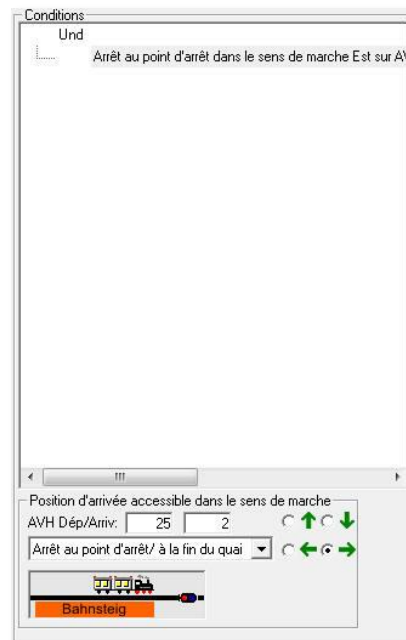 Conditions
Und
Arrêt au point d'arrêt dans le sens de marche Est sur AV
Position d'arrivée accessible dans le sens de marche
AVH Dép/Arriv: 25 2
Arrêt au point d'arrêt/ à la fin du quai
Bahnsteig